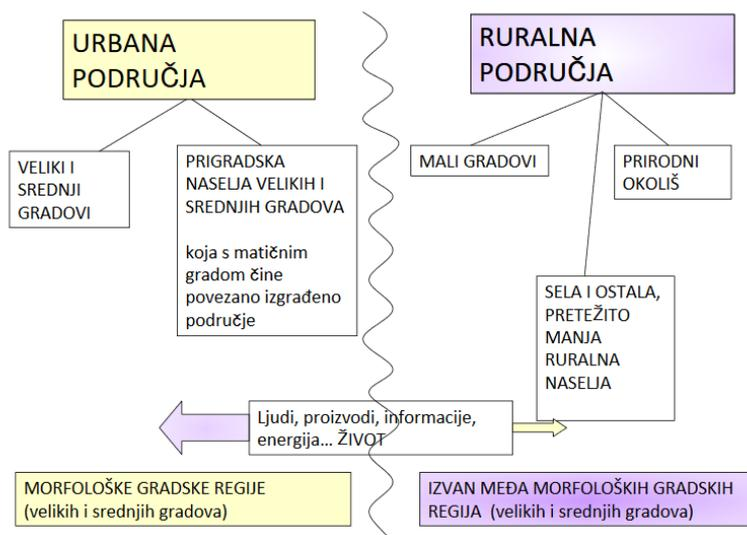 URBANA
PODRUČJA
RURALNA
PODRUČJA
VELIKI I
SREDNJI
GRADOVI
PRIGRADSKA
NASELJA VELIKIH I
SREDNJIH GRADOVA
koja s matičnim
gradom čine
povezano izgrađeno
područje
MALI GRADOVI
PRIRODNI
OKOLIŠ
SELA I OSTALA,
PRETEŽITO
MANJA
RURALNA
NASELJA
Ljudi, proizvodi, informacije,
energija... ŽIVOT
MORFOLOŠKE GRADSKE REGIJE
(velikih i srednjih gradova)
IZVAN MEĐA MORFOLOŠKIH GRADSKIH
REGIJA (velikih i srednjih gradova)